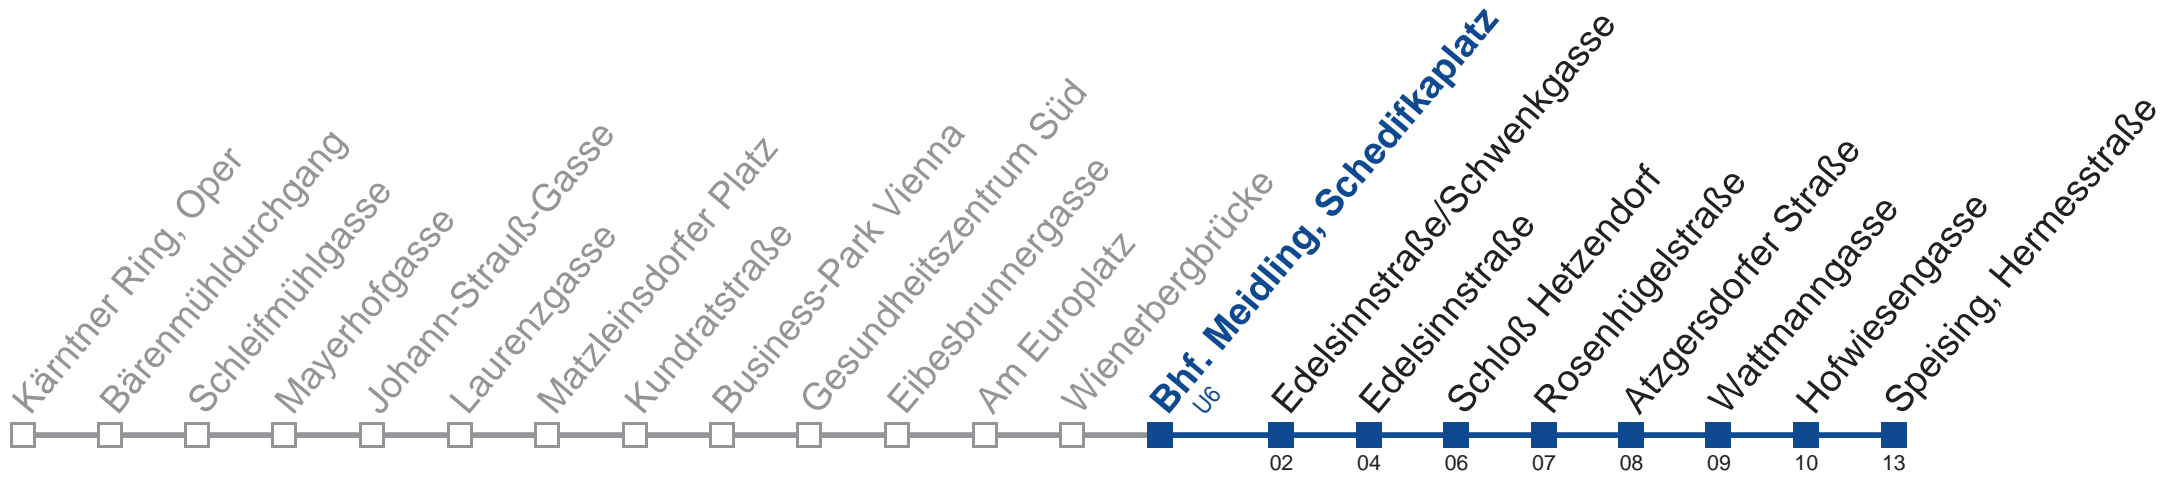 Kärntner Ring, Oper
Bärenmühldurchgang
Schleifmühlgasse
Mayerhofgasse
Johann-Strauß-Gasse
Laurenzgasse
Matzleinsdorfer Platz
Kundratstraße
Business-Park Vienna
Gesundheitszentrum Süd
Eibesbrunnergasse
Am Europlatz
Wienerbergbrücke
Bhf. Meidling, Schedifkaplatz
U6
Edelsinnstraße/Schwenkgasse
02
Edelsinnstraße
04
Schloß Hetzendorf
06
Rosenhügelstraße
07
Atzgersdorfer Straße
08
Wattmanngasse
09
Hofwiesengasse
10
Speising, Hermesstraße
13